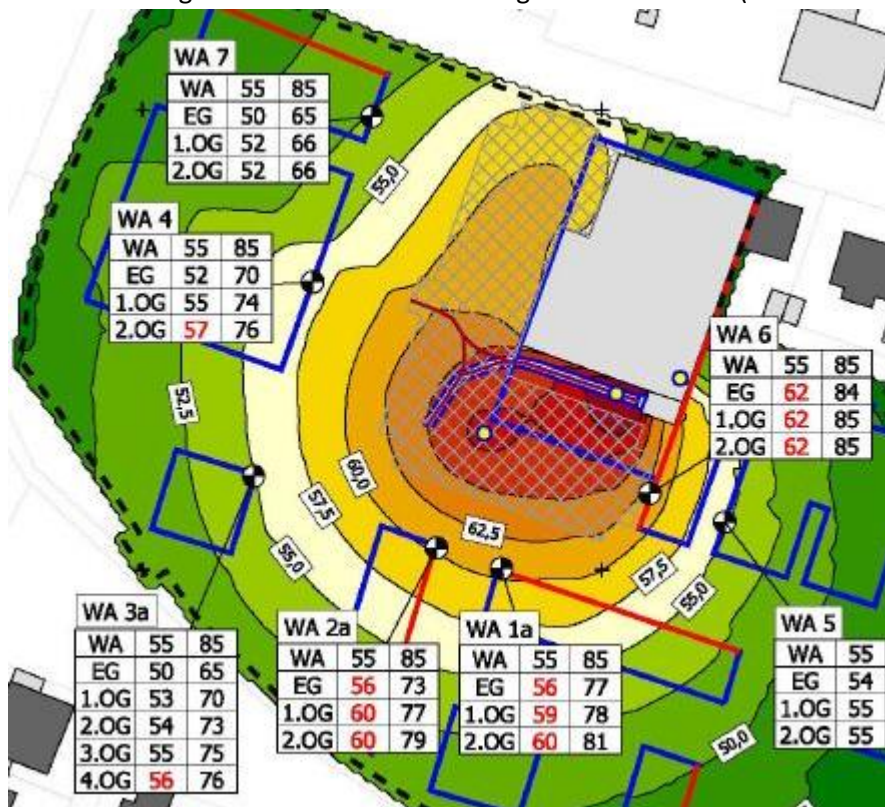 WA 7
WA 55 85
EG 50 65
1.OG 52 66
2.OG 52 66
55,0
WA 4
WA 55 85
EG 52 70
1.OG 55 74
2.OG 57 76
WA 6
WA 55 85
EG 62 84
1.OG 62 85
2.OG 62 85
52,5
60,0
57,5
62,5
55,0
57,5
55,0
WA 3a
WA 55 85
EG 50 65
1.OG 53 70
2.OG 54 73
3.OG 55 75
4.OG 56 76
WA 2a
WA 55 85
EG 56 73
1.OG 60 77
2.OG 60 79
WA 1a
WA 55 85
EG 56 77
1.OG 59 78
2.OG 60 81
WA 5
WA 55
EG 54
1.OG 55
2.OG 55
50,0